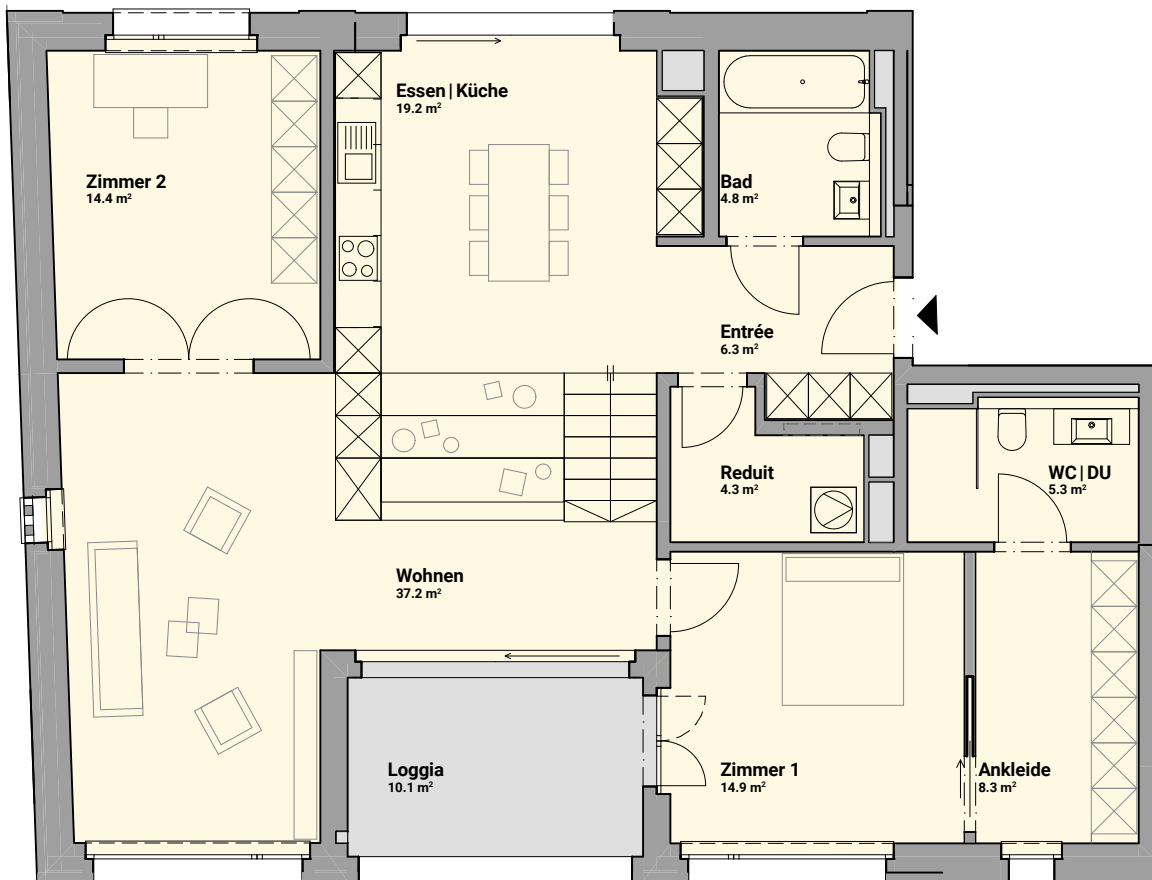 Essen | Küche
19.2 m²
Zimmer 2
14.4 m²
Bad
4.8 m²
Entrée
6.3 m²
Reduit
4.3 m²
WC | DU
5.3 m²
Wohnen
37.2 m²
Loggia
10.1 m²
Zimmer 1
14.9 m²
Ankleide
8.3 m²